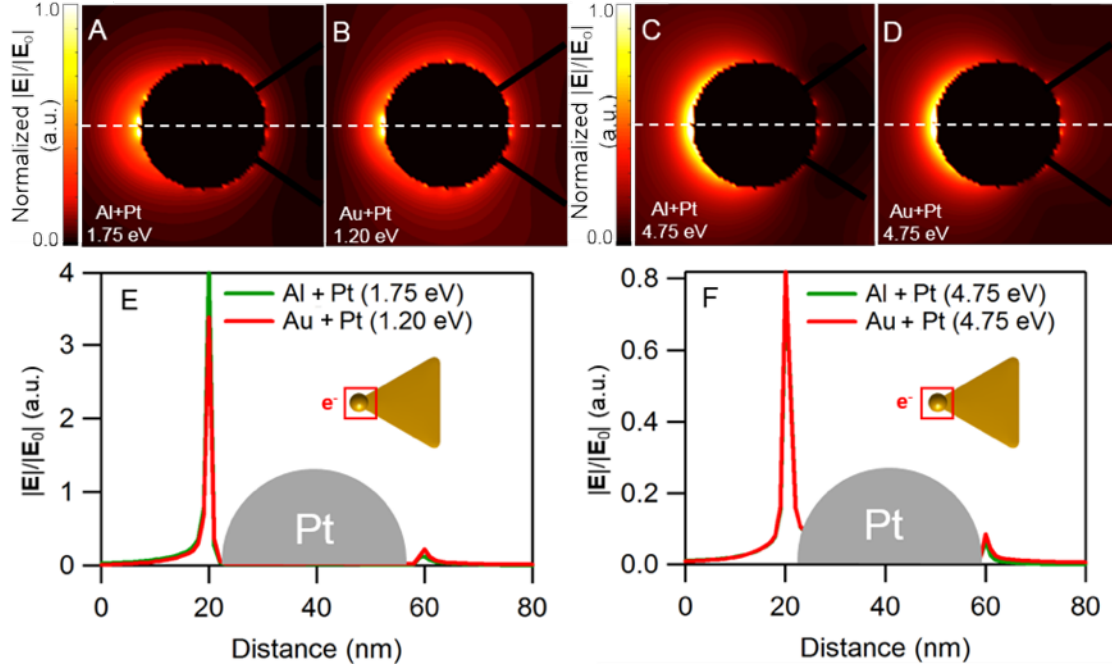 1.0
Normalized |E|/|E₀|
(a.u.)
0.0
A
Al+Pt
1.75 eV
B
Au+Pt
1.20 eV
1.0
Normalized |E|/|E₀|
(a.u.)
0.0
C
Al+Pt
4.75 eV
D
Au+Pt
4.75 eV
E
Al + Pt (1.75 eV)
Au + Pt (1.20 eV)
e⁻
Pt
|E|/|E₀| (a.u.)
4
3
2
1
0
0
20
40
60
80
Distance (nm)
F
Al + Pt (4.75 eV)
Au + Pt (4.75 eV)
e⁻
Pt
|E|/|E₀| (a.u.)
0.8
0.6
0.4
0.2
0.0
0
20
40
60
80
Distance (nm)